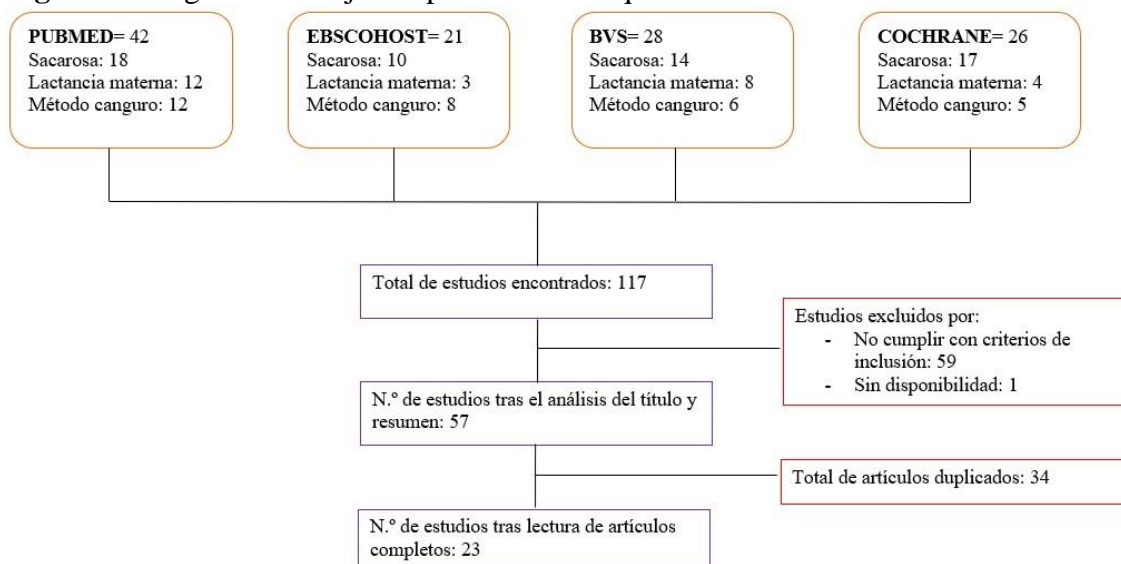 PUBMED= 42
Sacarosa: 18
Lactancia materna: 12
Método canguro: 12
EBSCOHOST= 21
Sacarosa: 10
Lactancia materna: 3
Método canguro: 8
BVS= 28
Sacarosa: 14
Lactancia materna: 8
Método canguro: 6
COCHRANE= 26
Sacarosa: 17
Lactancia materna: 4
Método canguro: 5
Total de estudios encontrados: 117
Estudios excluidos por:
- No cumplir con criterios de
inclusión: 59
- Sin disponibilidad: 1
N.º de estudios tras el análisis del título y
resumen: 57
Total de artículos duplicados: 34
N.º de estudios tras lectura de artículos
completos: 23